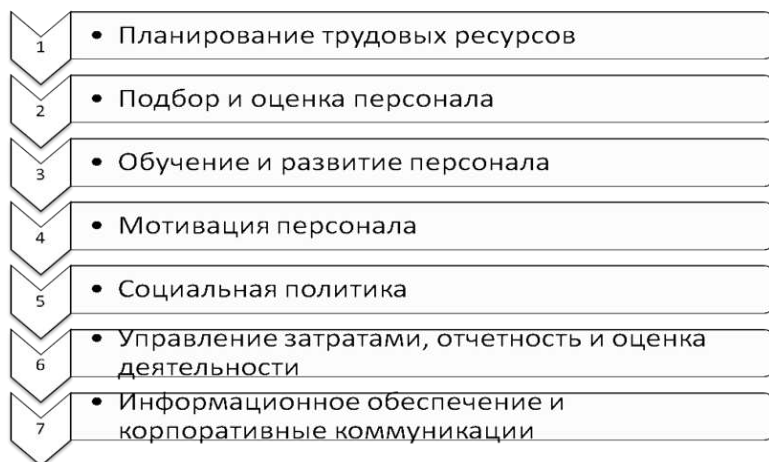 1 • Планирование трудовых ресурсов
2 • Подбор и оценка персонала
3 • Обучение и развитие персонала
4 • Мотивация персонала
5 • Социальная политика
6 • Управление затратами, отчетность и оценка
деятельности
7 • Информационное обеспечение и
корпоративные коммуникации